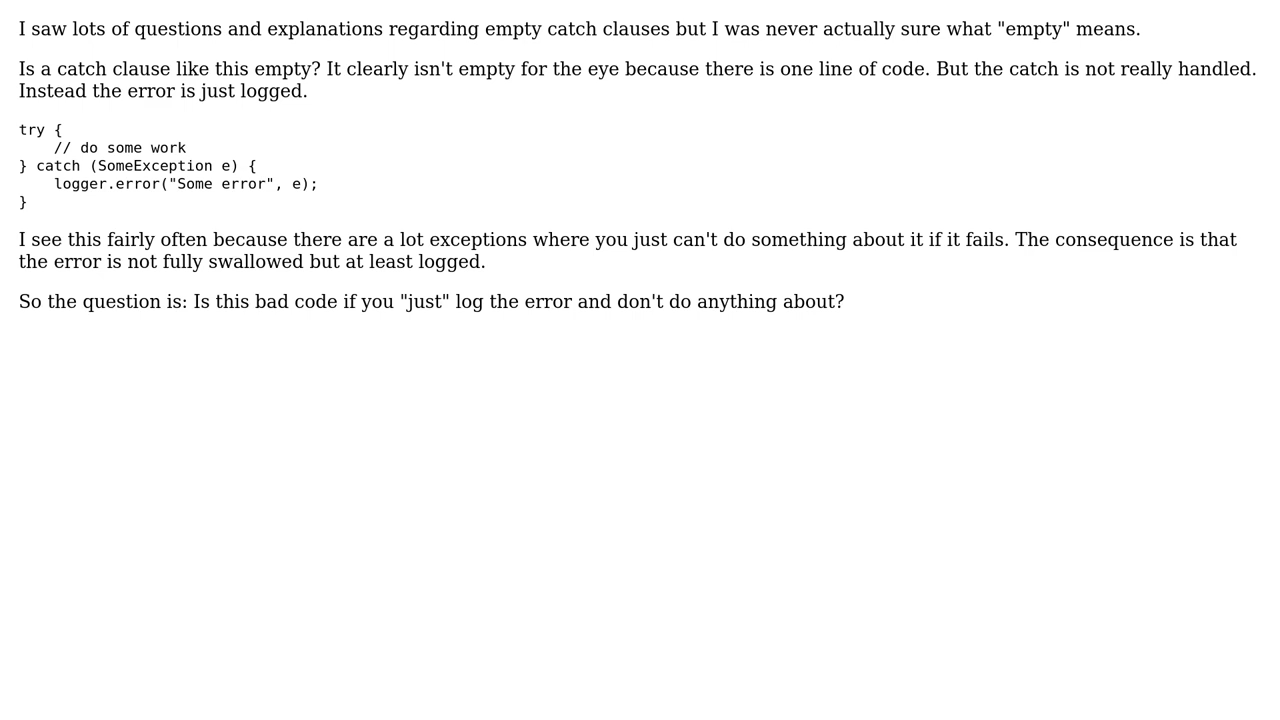 I saw lots of questions and explanations regarding empty catch clauses but I was never actually sure what "empty" means.
Is a catch clause like this empty? It clearly isn't empty for the eye because there is one line of code. But the catch is not really handled.
Instead the error is just logged.
try {
    // do some work
} catch (SomeException e) {
    logger.error("Some error", e);
}
I see this fairly often because there are a lot exceptions where you just can't do something about it if it fails. The consequence is that
the error is not fully swallowed but at least logged.
So the question is: Is this bad code if you "just" log the error and don't do anything about?